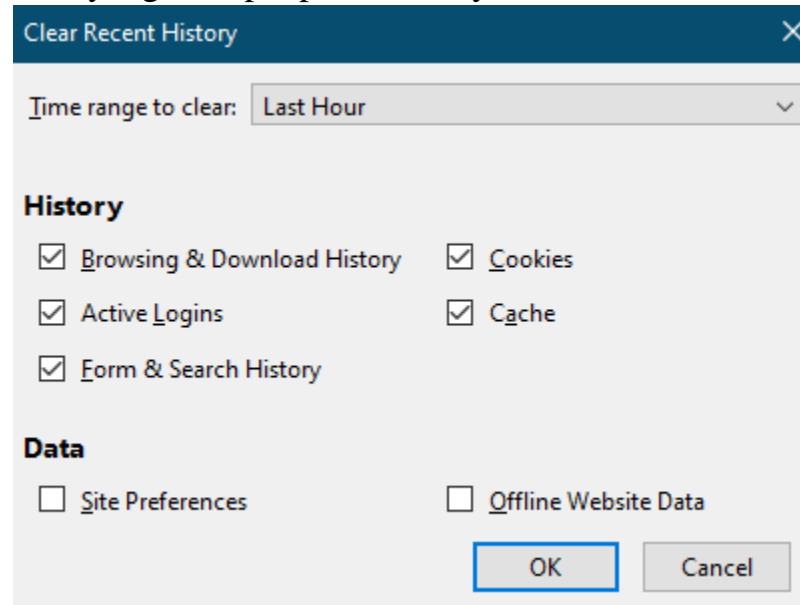 Clear Recent History
Time range to clear: Last Hour
History
Browsing & Download History Cookies
Active Logins Cache
Form & Search History
Data
Site Preferences Offline Website Data
OK Cancel